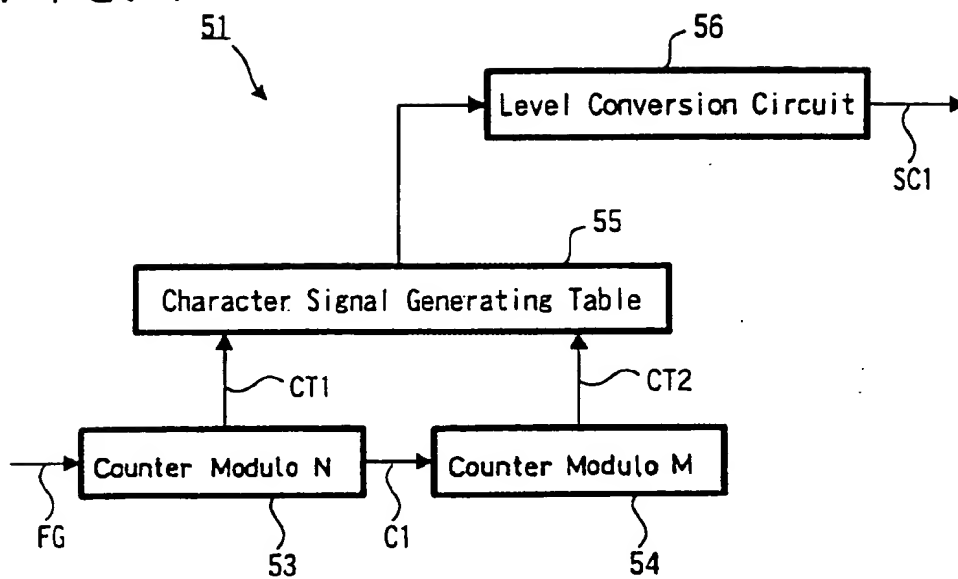 51
56
Level Conversion Circuit
SC1
55
Character Signal Generating Table
CT1
CT2
Counter Modulo N
Counter Modulo M
FG
53
C1
54